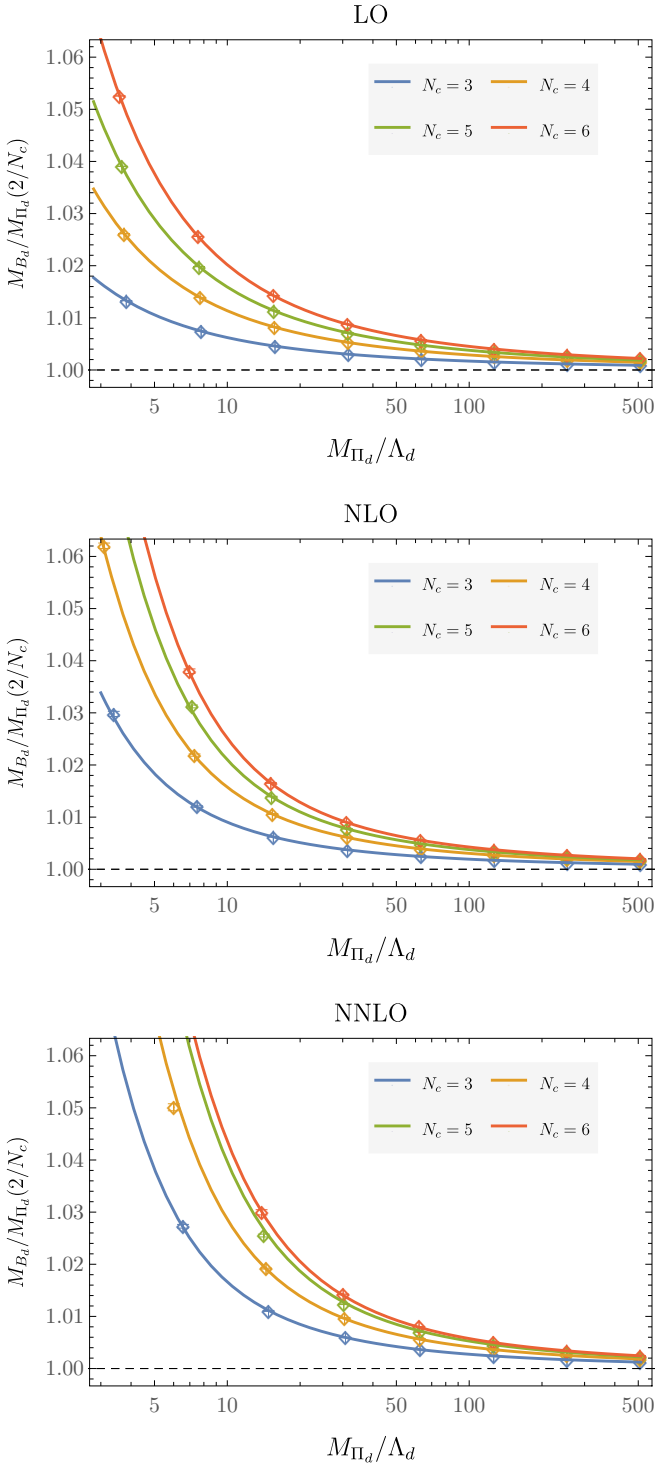 LO
M_{B_d}/M_{Π_d}(2/N_c)
1.06
1.05
1.04
1.03
1.02
1.01
1.00
N_c = 3 N_c = 4
N_c = 5 N_c = 6
5 10 50 100 500
M_{Π_d}/Λ_d
NLO
M_{B_d}/M_{Π_d}(2/N_c)
1.06
1.05
1.04
1.03
1.02
1.01
1.00
N_c = 3 N_c = 4
N_c = 5 N_c = 6
5 10 50 100 500
M_{Π_d}/Λ_d
NNLO
M_{B_d}/M_{Π_d}(2/N_c)
1.06
1.05
1.04
1.03
1.02
1.01
1.00
N_c = 3 N_c = 4
N_c = 5 N_c = 6
5 10 50 100 500
M_{Π_d}/Λ_d